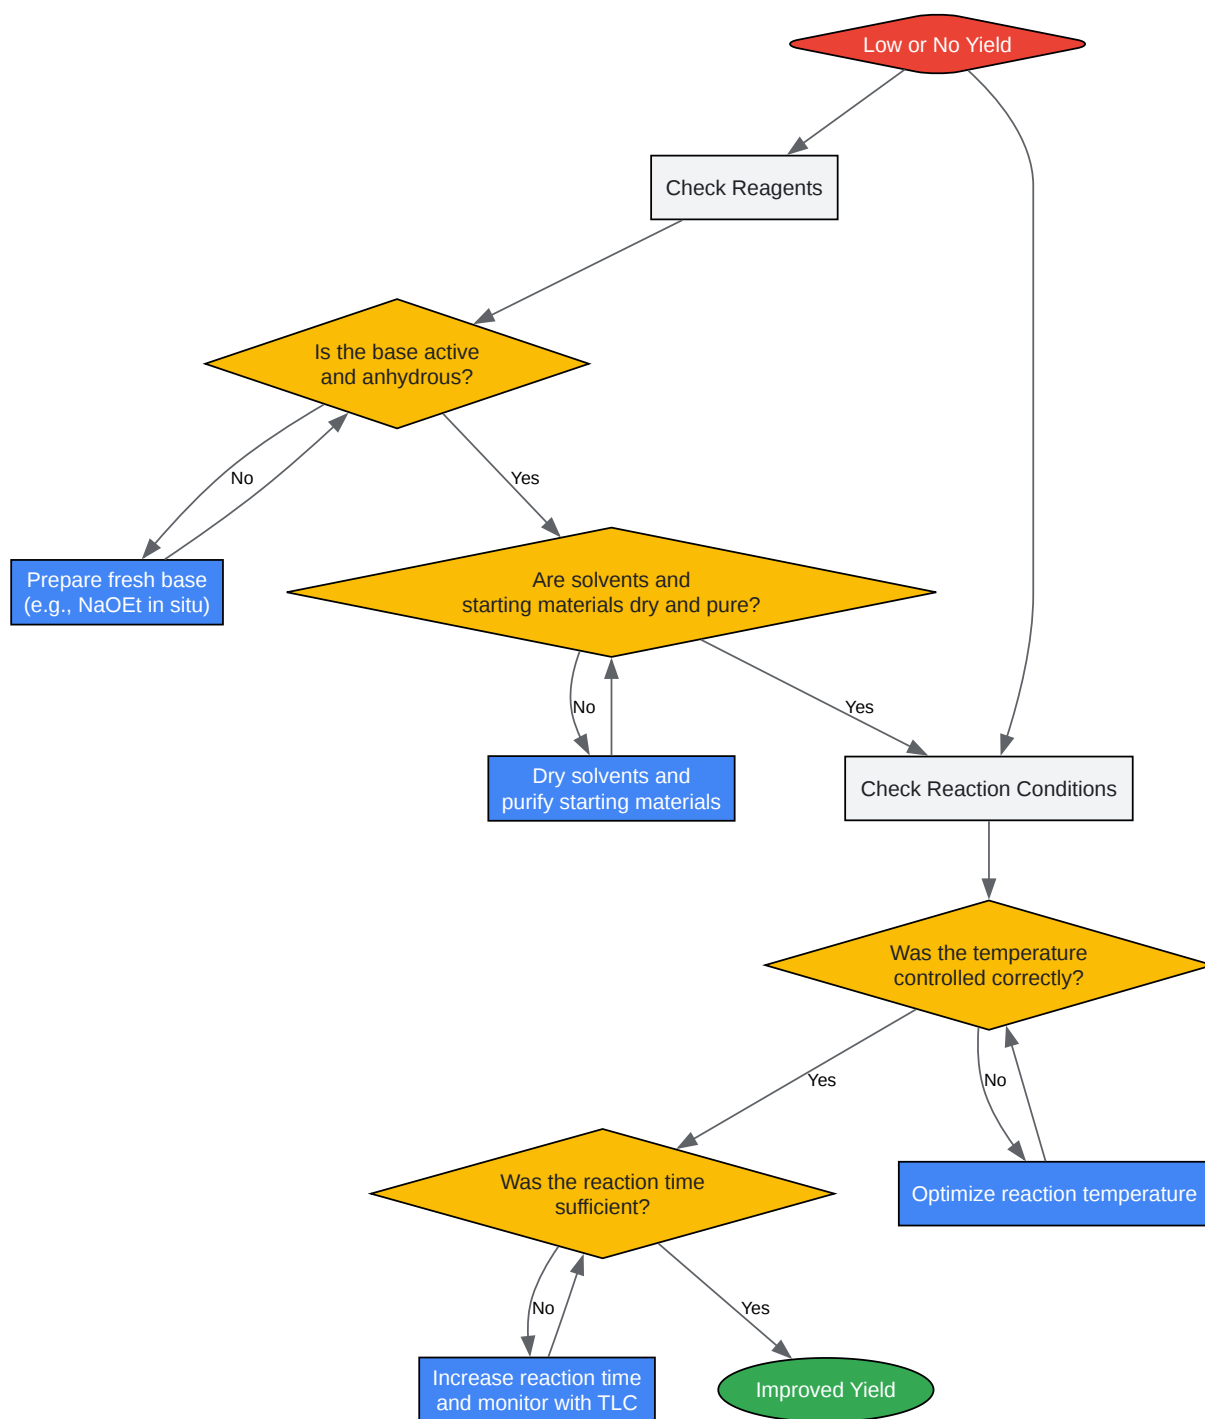 Low or No Yield
Check Reagents
Is the base active
and anhydrous?
No
Yes
Prepare fresh base
(e.g., NaOEt in situ)
Are solvents and
starting materials dry and pure?
No
Yes
Dry solvents and
purify starting materials
Check Reaction Conditions
Was the temperature
controlled correctly?
Yes
No
Was the reaction time
sufficient?
Optimize reaction temperature
No
Yes
Increase reaction time
and monitor with TLC
Improved Yield